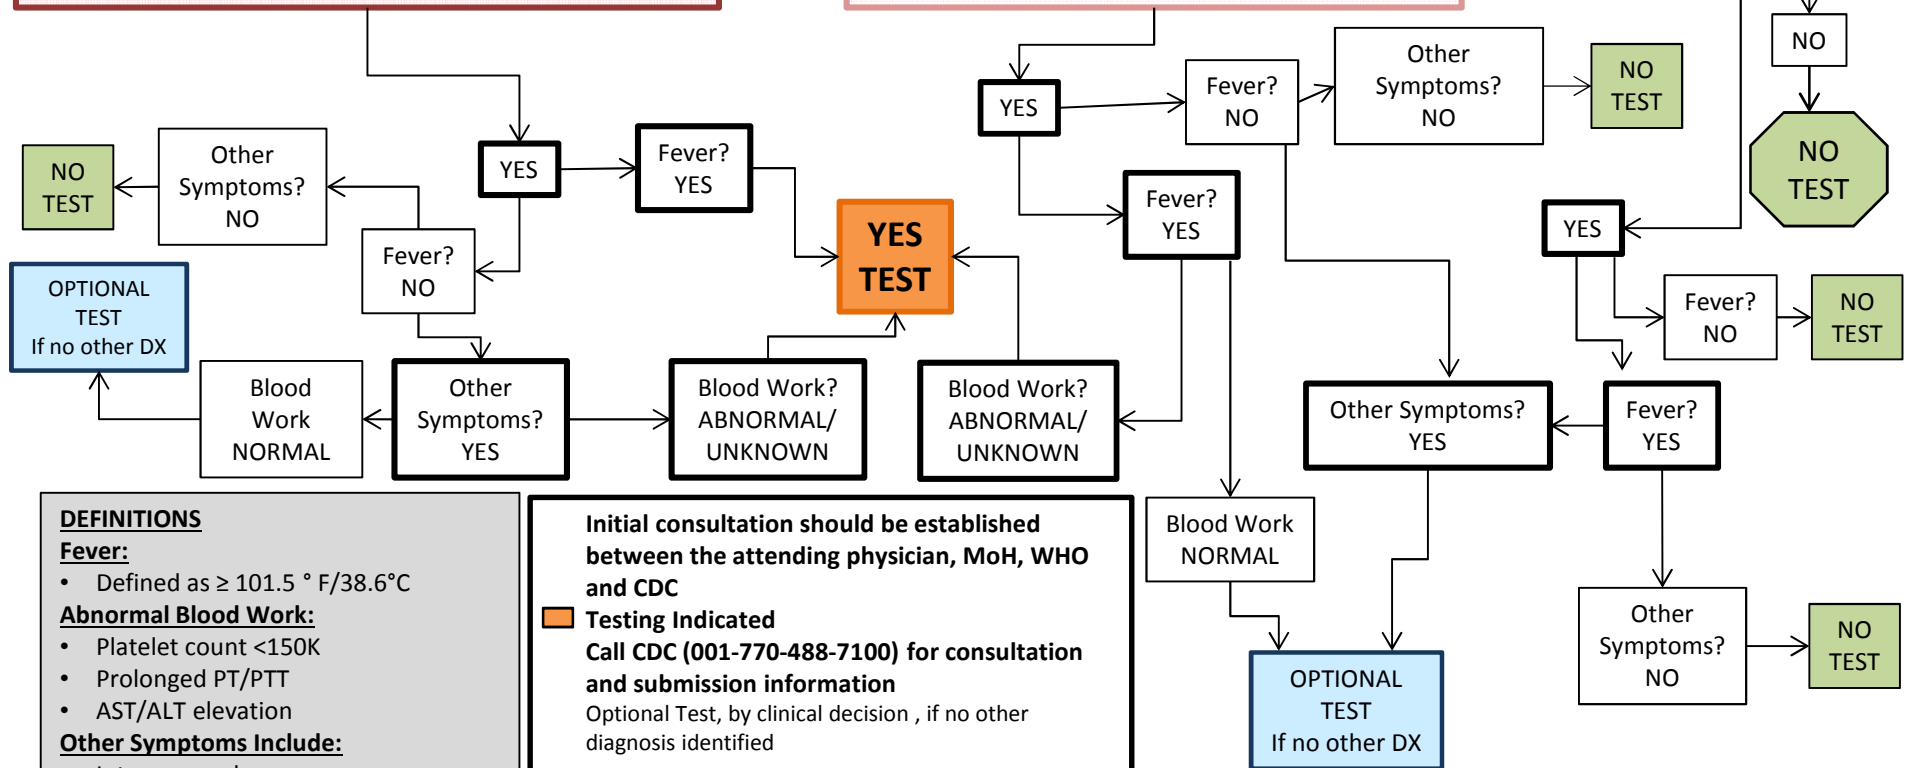 NO
NO
TEST
Other
Symptoms?
NO
Fever?
NO
YES
NO
TEST
Other
Symptoms?
NO
YES
Fever?
YES
NO
TEST
Fever?
YES
YES
TEST
YES
Fever?
NO
OPTIONAL
TEST
If no other DX
Fever?
NO
NO
TEST
Blood
Work
NORMAL
Other
Symptoms?
YES
Blood Work?
ABNORMAL/
UNKNOWN
Blood Work?
ABNORMAL/
UNKNOWN
Other Symptoms?
YES
Fever?
YES
DEFINITIONS
Fever:
• Defined as ≥ 101.5 ° F/38.6°C
Abnormal Blood Work:
• Platelet count <150K
• Prolonged PT/PTT
• AST/ALT elevation
Other Symptoms Include:
Initial consultation should be established
between the attending physician, MoH, WHO
and CDC
Testing Indicated
Call CDC (001-770-488-7100) for consultation
and submission information
Optional Test, by clinical decision , if no other
diagnosis identified
Blood Work
NORMAL
OPTIONAL
TEST
If no other DX
Other
Symptoms?
NO
NO
TEST
NO
TEST